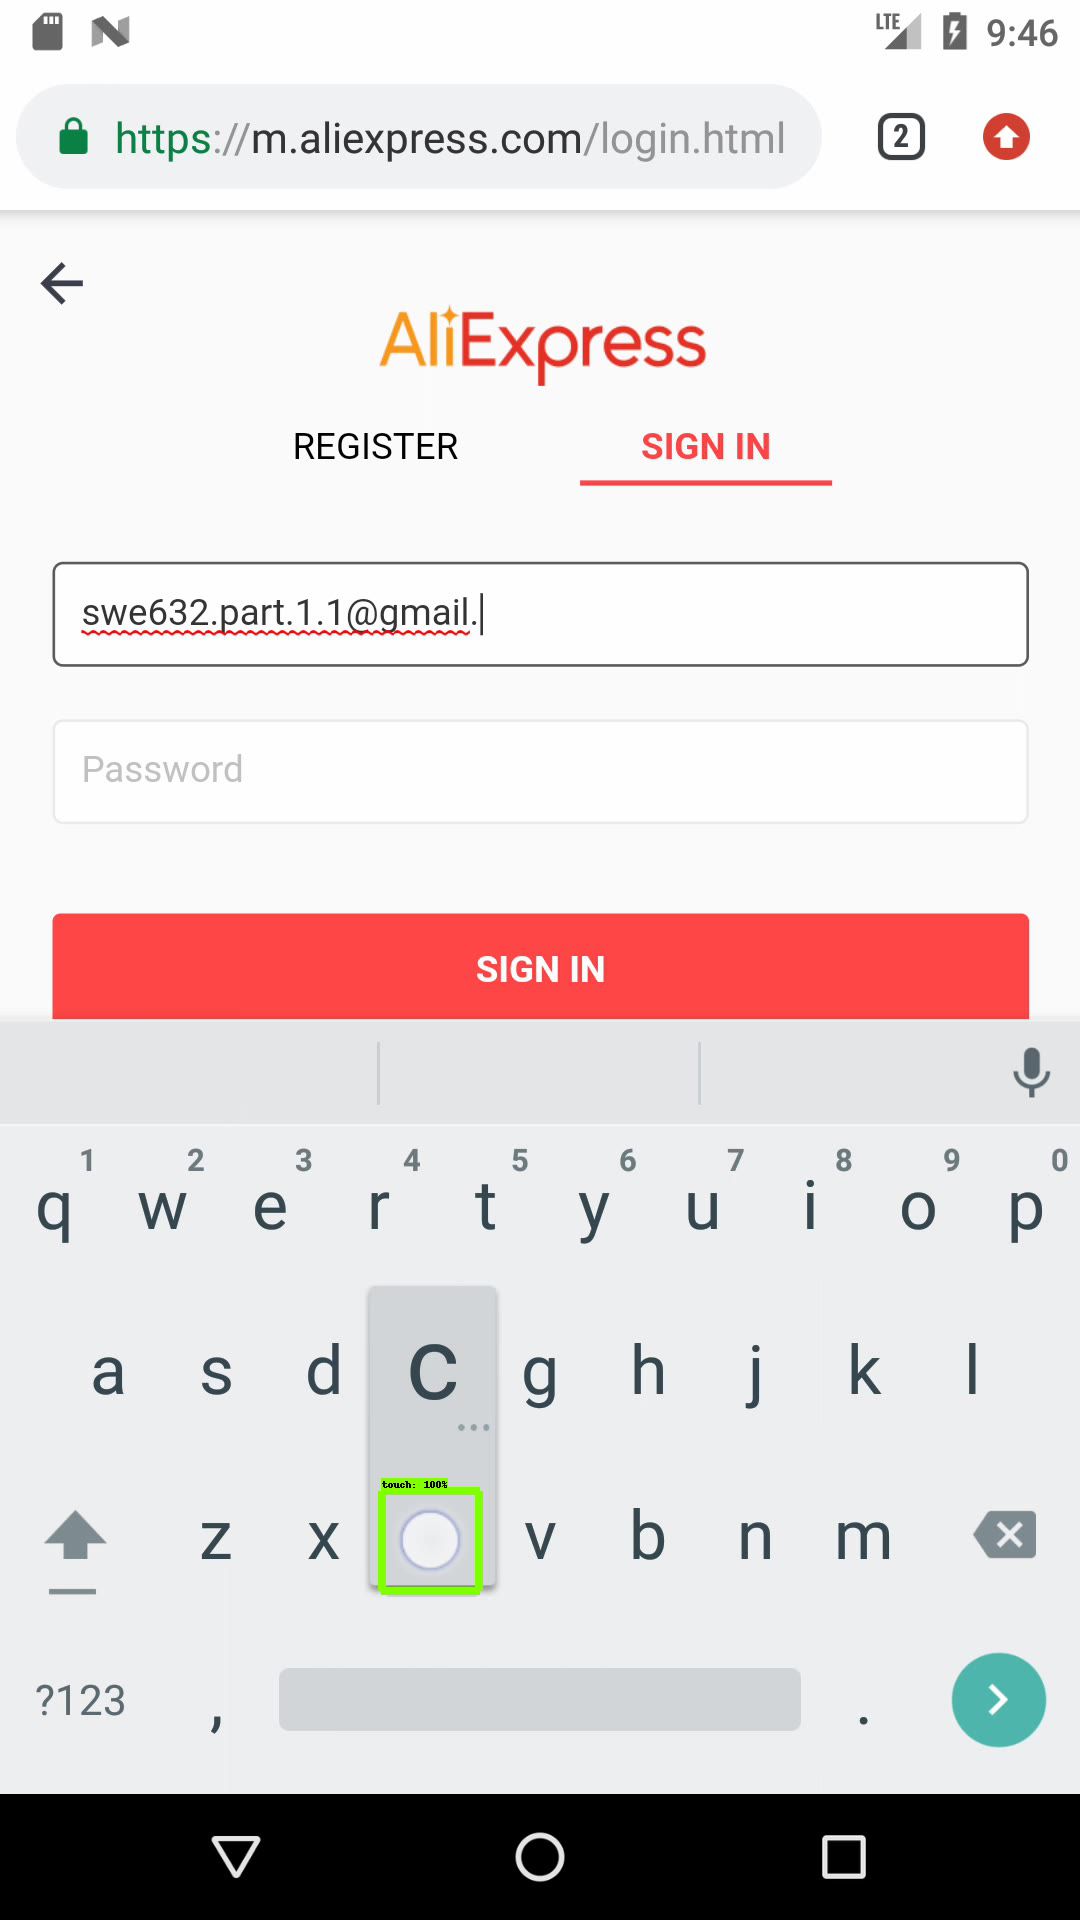 LTE 9:46
https://m.aliexpress.com/login.html 2
AliExpress
REGISTER SIGN IN
swe632.part.1.1@gmail.
Password
SIGN IN
1 2 3 4 5 6 7 8 9 0
q w e r t y u i o p
a s d c g h j k l
touch: 100%
z x v b n m
?123 , .